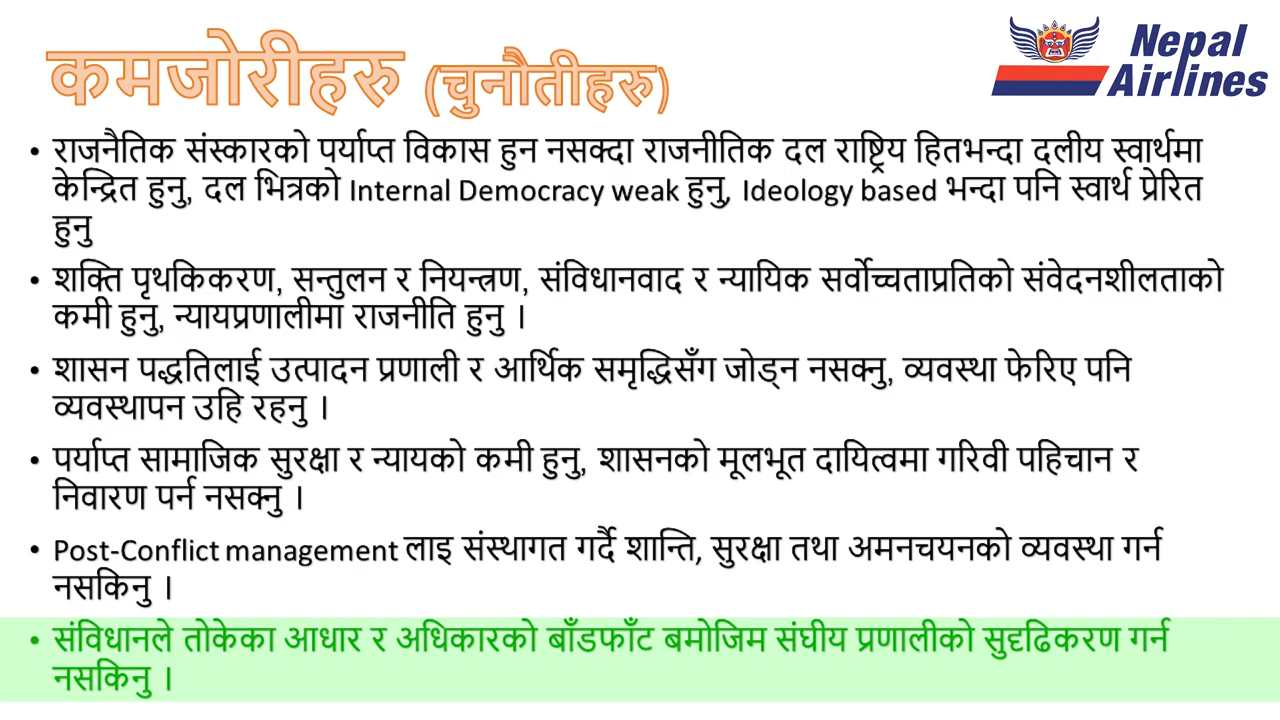 कमजोरीहरु (चुनौतीहरु)
Nepal
Airlines
• राजनैतिक संस्कारको पर्याप्त विकास हुन नसक्दा राजनीतिक दल राष्ट्रिय हितभन्दा दलीय स्वार्थमा
केन्द्रित हुनु, दल भित्रको Internal Democracy weak हुनु, Ideology based भन्दा पनि स्वार्थ प्रेरित
हुनु
• शक्ति पृथकिकरण, सन्तुलन र नियन्त्रण, संविधानवाद र न्यायिक सर्वोच्चताप्रतिको संवेदनशीलताको
कमी हुनु, न्यायप्रणालीमा राजनीति हुनु ।
• शासन पद्धतिलाई उत्पादन प्रणाली र आर्थिक समृद्धिसँग जोड्न नसक्नु, व्यवस्था फेरिए पनि
व्यवस्थापन उहि रहनु ।
• पर्याप्त सामाजिक सुरक्षा र न्यायको कमी हुनु, शासनको मूलभूत दायित्वमा गरिवी पहिचान र
निवारण पर्न नसक्नु ।
• Post-Conflict management लाइ संस्थागत गर्दै शान्ति, सुरक्षा तथा अमनचयनको व्यवस्था गर्न
नसकिनु ।
• संविधानले तोकेका आधार र अधिकारको बाँडफाँट बमोजिम संघीय प्रणालीको सुदृढिकरण गर्न
नसकिनु ।